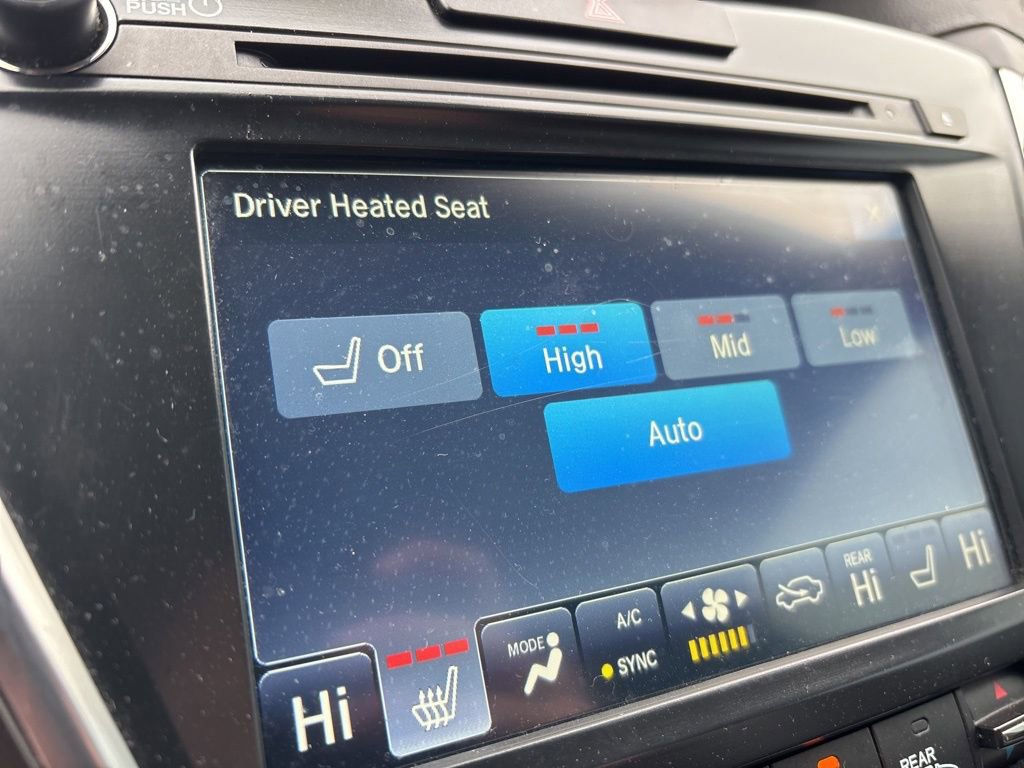 PUSH
Driver Heated Seat
Off
High
Mid
Low
Auto
Hi
MODE
A/C
SYNC
REAR
Hi
Hi
REAR